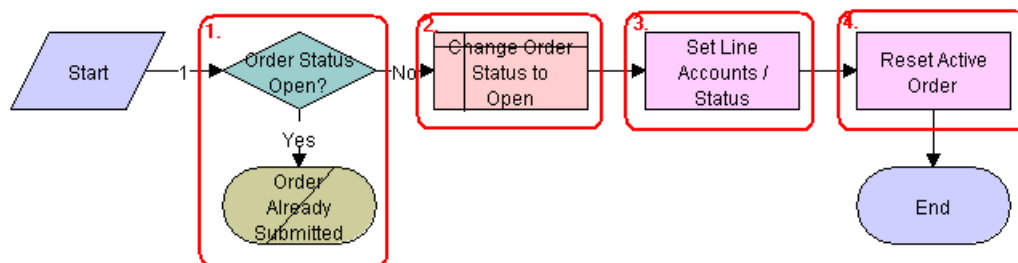 1.
2.
3.
4.
Start
1
Order Status
Open?
No
Change Order
Status to
Open
Set Line
Accounts /
Status
Reset Active
Order
Yes
Order
Already
Submitted
End